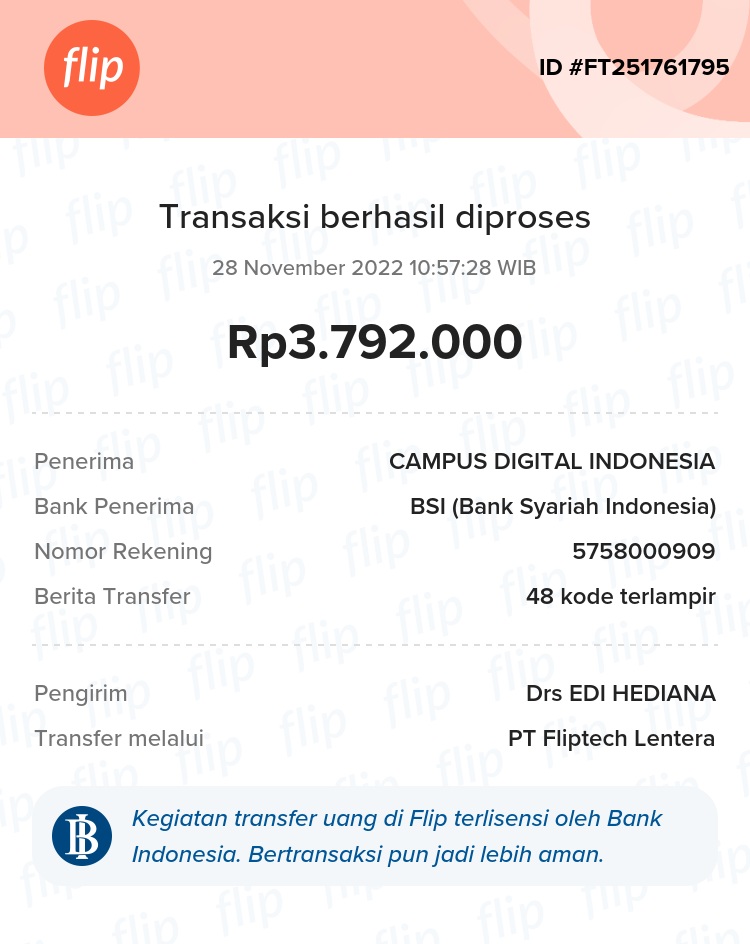 flip
ID #FT251761795
Transaksi berhasil diproses
28 November 2022 10:57:28 WIB
Rp3.792.000
Penerima CAMPUS DIGITAL INDONESIA
Bank Penerima BSI (Bank Syariah Indonesia)
Nomor Rekening 5758000909
Berita Transfer 48 kode terlampir
Pengirim Drs EDI HEDIANA
Transfer melalui PT Fliptech Lentera
Kegiatan transfer uang di Flip terlisensi oleh Bank
Indonesia. Bertransaksi pun jadi lebih aman.